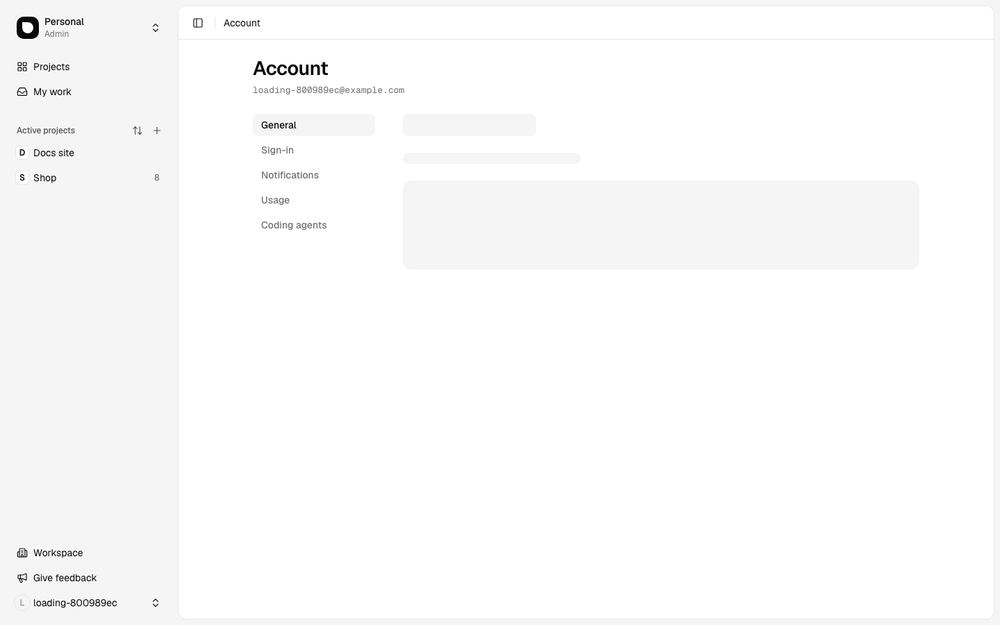 Personal
Admin
Projects
My work
Active projects
D Docs site
S Shop 8
Workspace
Give feedback
L loading-800989ec
Account
Account
loading-800989ec@example.com
General
Sign-in
Notifications
Usage
Coding agents